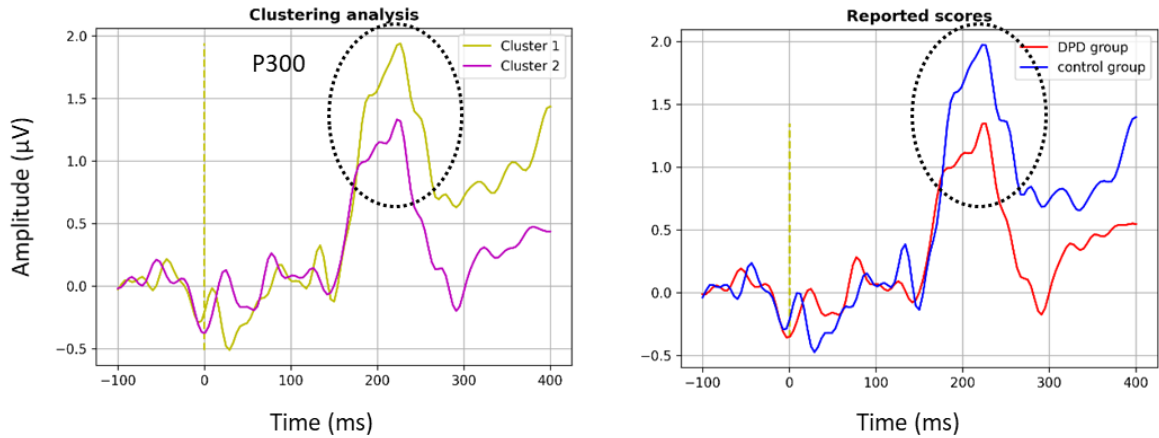 Clustering analysis
2.0
1.5
1.0
0.5
0.0
−0.5
−100 0 100 200 300 400
Amplitude (µV)
Time (ms)
P300
Cluster 1
Cluster 2
Reported scores
2.0
1.5
1.0
0.5
0.0
−0.5
−100 0 100 200 300 400
Time (ms)
DPD group
control group